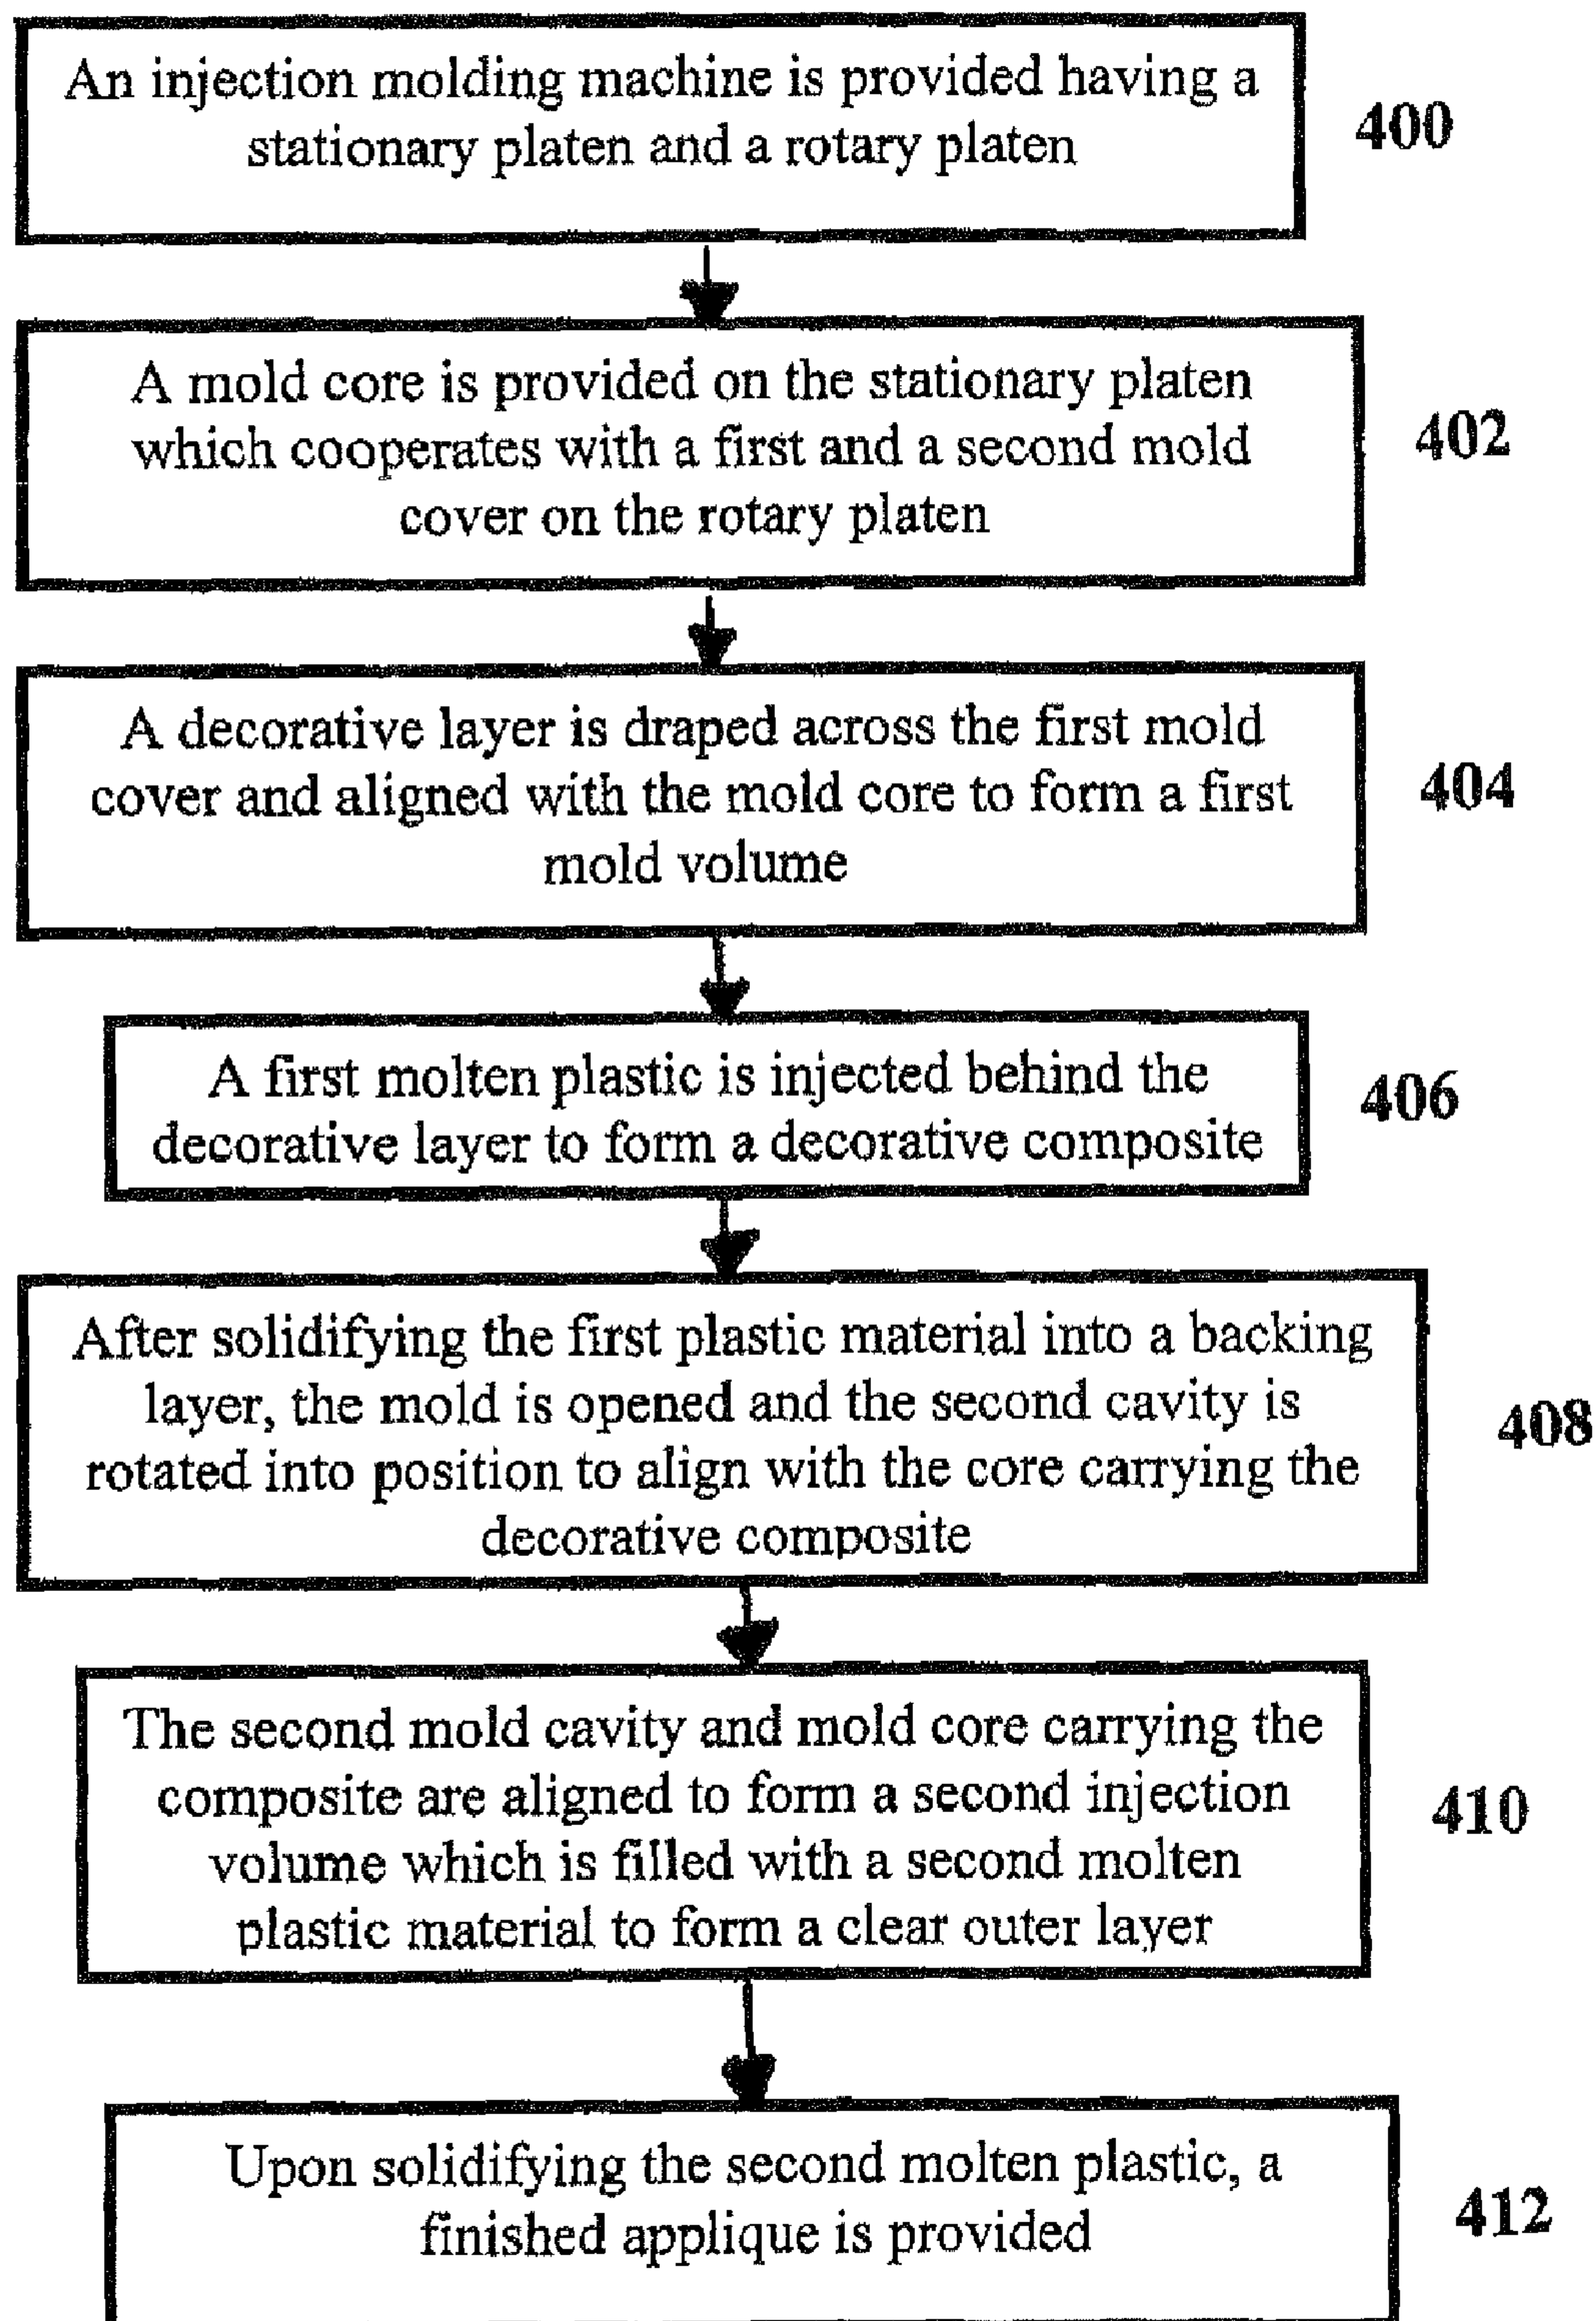 An injection molding machine is provided having a
stationary platen and a rotary platen
400
A mold core is provided on the stationary platen
which cooperates with a first and a second mold
cover on the rotary platen
402
A decorative layer is draped across the first mold
cover and aligned with the mold core to form a first
mold volume
404
A first molten plastic is injected behind the
decorative layer to form a decorative composite
406
After solidifying the first plastic material into a backing
layer, the mold is opened and the second cavity is
rotated into position to align with the core carrying the
decorative composite
408
The second mold cavity and mold core carrying the
composite are aligned to form a second injection
volume which is filled with a second molten
plastic material to form a clear outer layer
410
Upon solidifying the second molten plastic, a
finished applique is provided
412